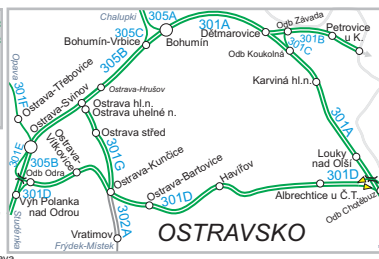 Chałupki
305A
305C
301A
Odb Závada
Petrovice
u K.
Bohumín-Vrbice
Bohumín
Dětmarovice
301B
Odb Koukolná
301C
305B
Opava
Ostrava-Třebovice
Ostrava-Svinov
Ostrava-Hrušov
Karviná hl.n.
301F
Ostrava hl.n.
Ostrava uhelné n.
Ostrava střed
301A
301E
Ostrava-
Vítkovice
301G
305B
Odb Odra
Louky
nad Olší
Ostrava-Kunčice
Ostrava-Bartovice
Havířov
301D
301D
301D
Albrechtice u Č.T.
Odb Chotěbuz
Výh Polanka
nad Odrou
Studénka
302A
Vratimov
Frýdek-Místek
OSTRAVSKO